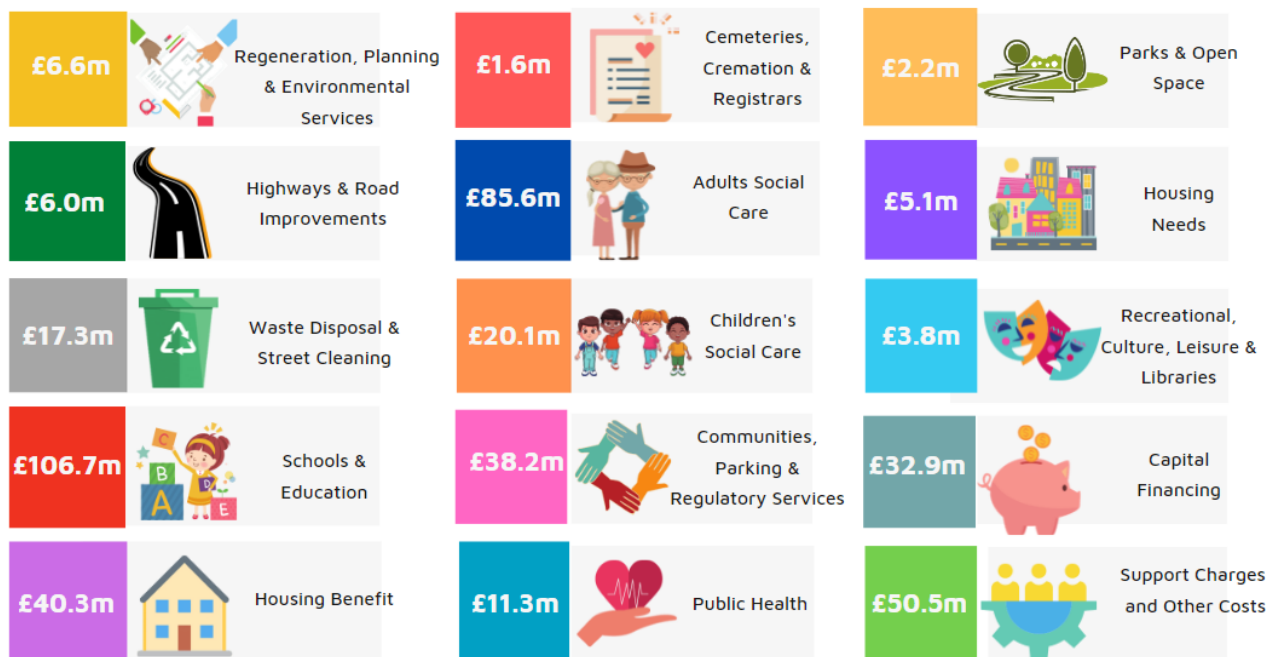 £6.6m
Regeneration, Planning
& Environmental
Services
£1.6m
Cemeteries,
Cremation &
Registrars
£2.2m
Parks & Open
Space
£6.0m
Highways & Road
Improvements
£85.6m
Adults Social
Care
£5.1m
Housing
Needs
£17.3m
Waste Disposal &
Street Cleaning
£20.1m
Children's
Social Care
£3.8m
Recreational,
Culture, Leisure &
Libraries
£106.7m
C
B
A
D
E
Schools &
Education
£38.2m
Communities,
Parking &
Regulatory Services
£32.9m
Capital
Financing
£40.3m
Housing Benefit
£11.3m
Public Health
£50.5m
Support Charges
and Other Costs